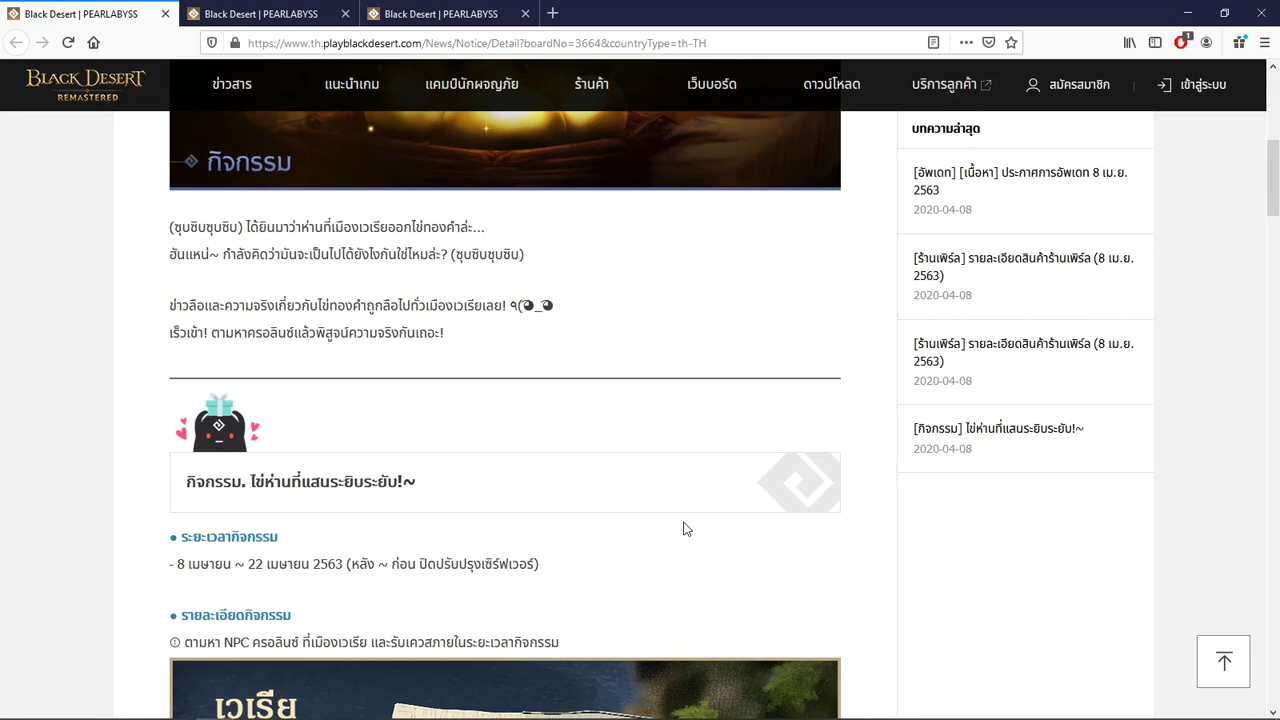 Black Desert | PEARLABYSS
Black Desert | PEARLABYSS
Black Desert | PEARLABYSS
https://www.th.playblackdesert.com/News/Notice/Detail?boardNo=3664&countryType=th-TH
1
BLACK DESERT
REMASTERED
ข่าวสาร
แนะนำเกม
แคมป์นักผจญภัย
ร้านค้า
เว็บบอร์ด
ดาวน์โหลด
บริการลูกค้า
สมัครสมาชิก
เข้าสู่ระบบ
กิจกรรม
(ซุบซิบซุบซิบ) ได้ยินมาว่าห่านที่เมืองเวเรียออกไข่ทองคำล่ะ...
ฮันแหน่~ กำลังคิดว่ามันจะเป็นไปได้ยังไงกันใช่ไหมล่ะ? (ซุบซิบซุบซิบ)
ข่าวลือและความจริงเกี่ยวกับไข่ทองคำถูกลือไปทั่วเมืองเวเรียเลย! ٩(͡๏_๏
เร็วเข้า! ตามหาครอลินซ์แล้วพิสูจน์ความจริงกันเถอะ!
กิจกรรม. ไข่ห่านที่แสนระยิบระยับ!~
● ระยะเวลากิจกรรม
- 8 เมษายน ~ 22 เมษายน 2563 (หลัง ~ ก่อน ปิดปรับปรุงเซิร์ฟเวอร์)
● รายละเอียดกิจกรรม
① ตามหา NPC ครอลินซ์ ที่เมืองเวเรีย และรับเควสภายในระยะเวลากิจกรรม
เวเรีย
บทความล่าสุด
[อัพเดท] [เนื้อหา] ประกาศการอัพเดท 8 เม.ย.
2563
2020-04-08
[ร้านเพิร์ล] รายละเอียดสินค้าร้านเพิร์ล (8 เม.ย.
2563)
2020-04-08
[ร้านเพิร์ล] รายละเอียดสินค้าร้านเพิร์ล (8 เม.ย.
2563)
2020-04-08
[กิจกรรม] ไข่ห่านที่แสนระยิบระยับ!~
2020-04-08